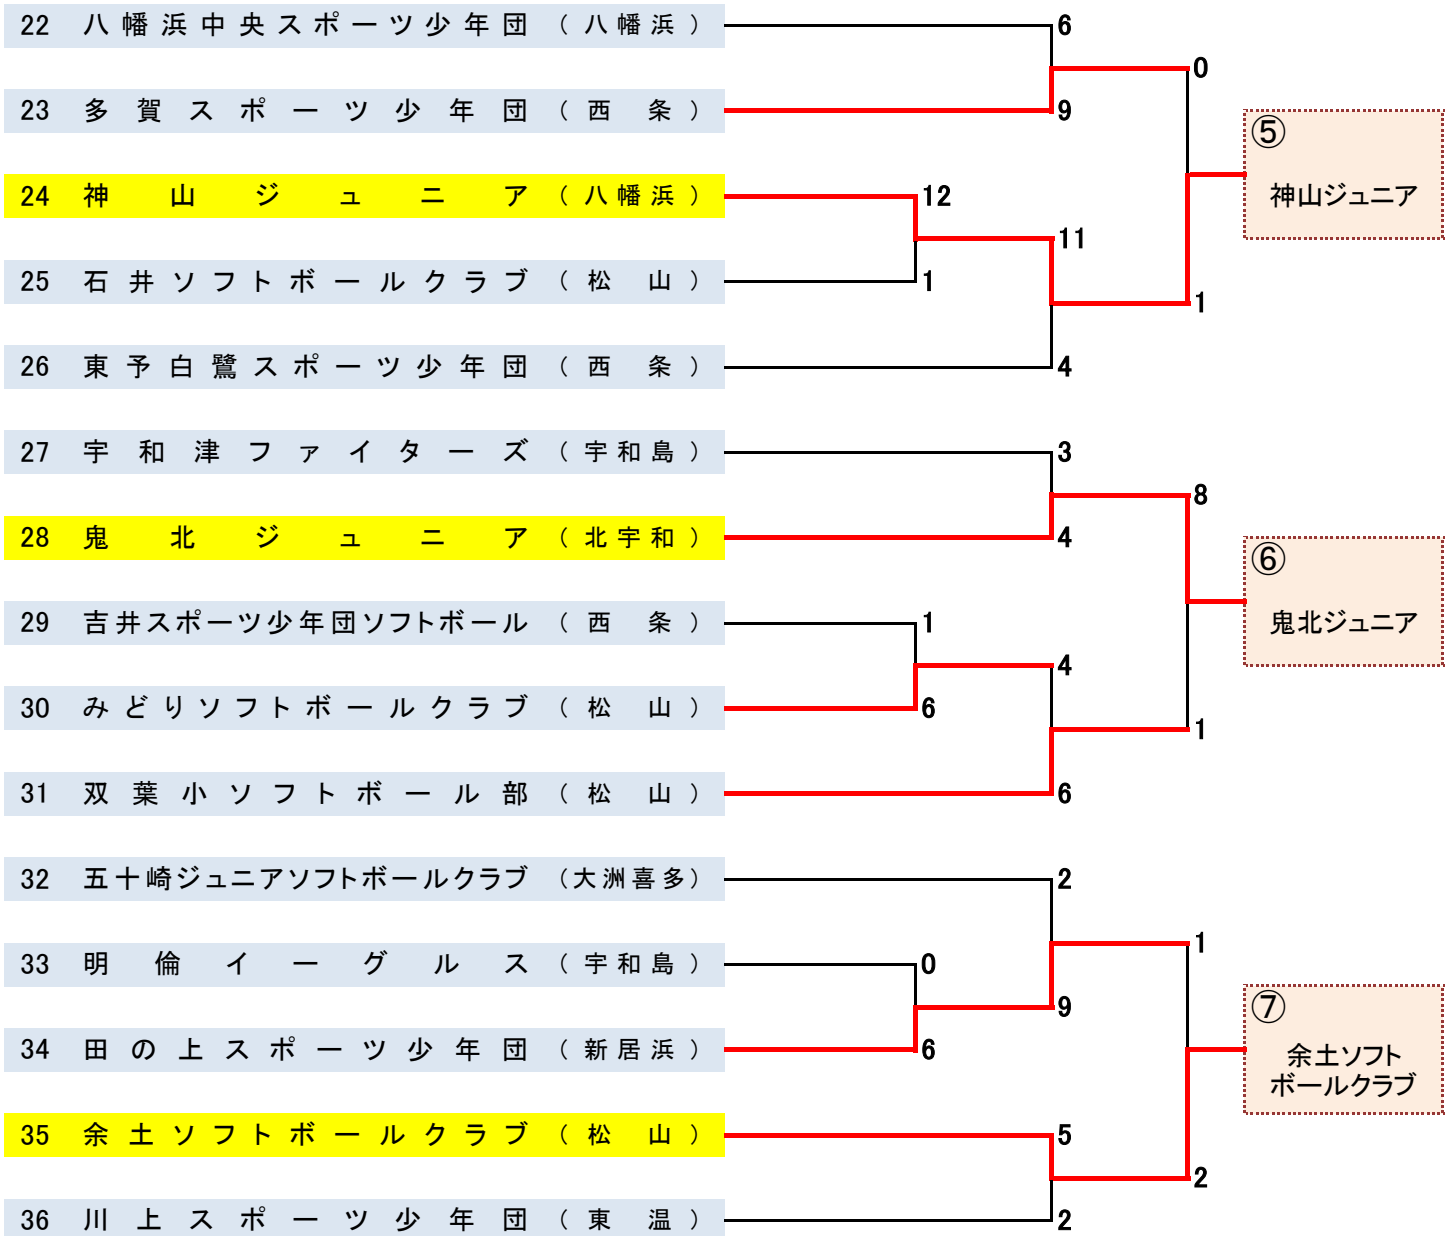 22 八幡浜中央スポーツ少年団 （八幡浜） 6
0
23 多賀スポーツ少年団 （西条） 9
⑤
神山ジュニア
24 神山ジュニア （八幡浜） 12
11
25 石井ソフトボールクラブ （松山） 1
1
26 東予白鷺スポーツ少年団 （西条） 4
27 宇和津ファイターズ （宇和島） 3
8
28 鬼北ジュニア （北宇和） 4
⑥
鬼北ジュニア
29 吉井スポーツ少年団ソフトボール （西条） 1
4
30 みどりソフトボールクラブ （松山） 6
1
31 双葉小ソフトボール部 （松山） 6
32 五十崎ジュニアソフトボールクラブ （大洲喜多） 2
1
33 明倫イーグルス （宇和島） 0
9
⑦
34 田の上スポーツ少年団 （新居浜） 6
余土ソフト
ボールクラブ
35 余土ソフトボールクラブ （松山） 5
2
36 川上スポーツ少年団 （東温） 2